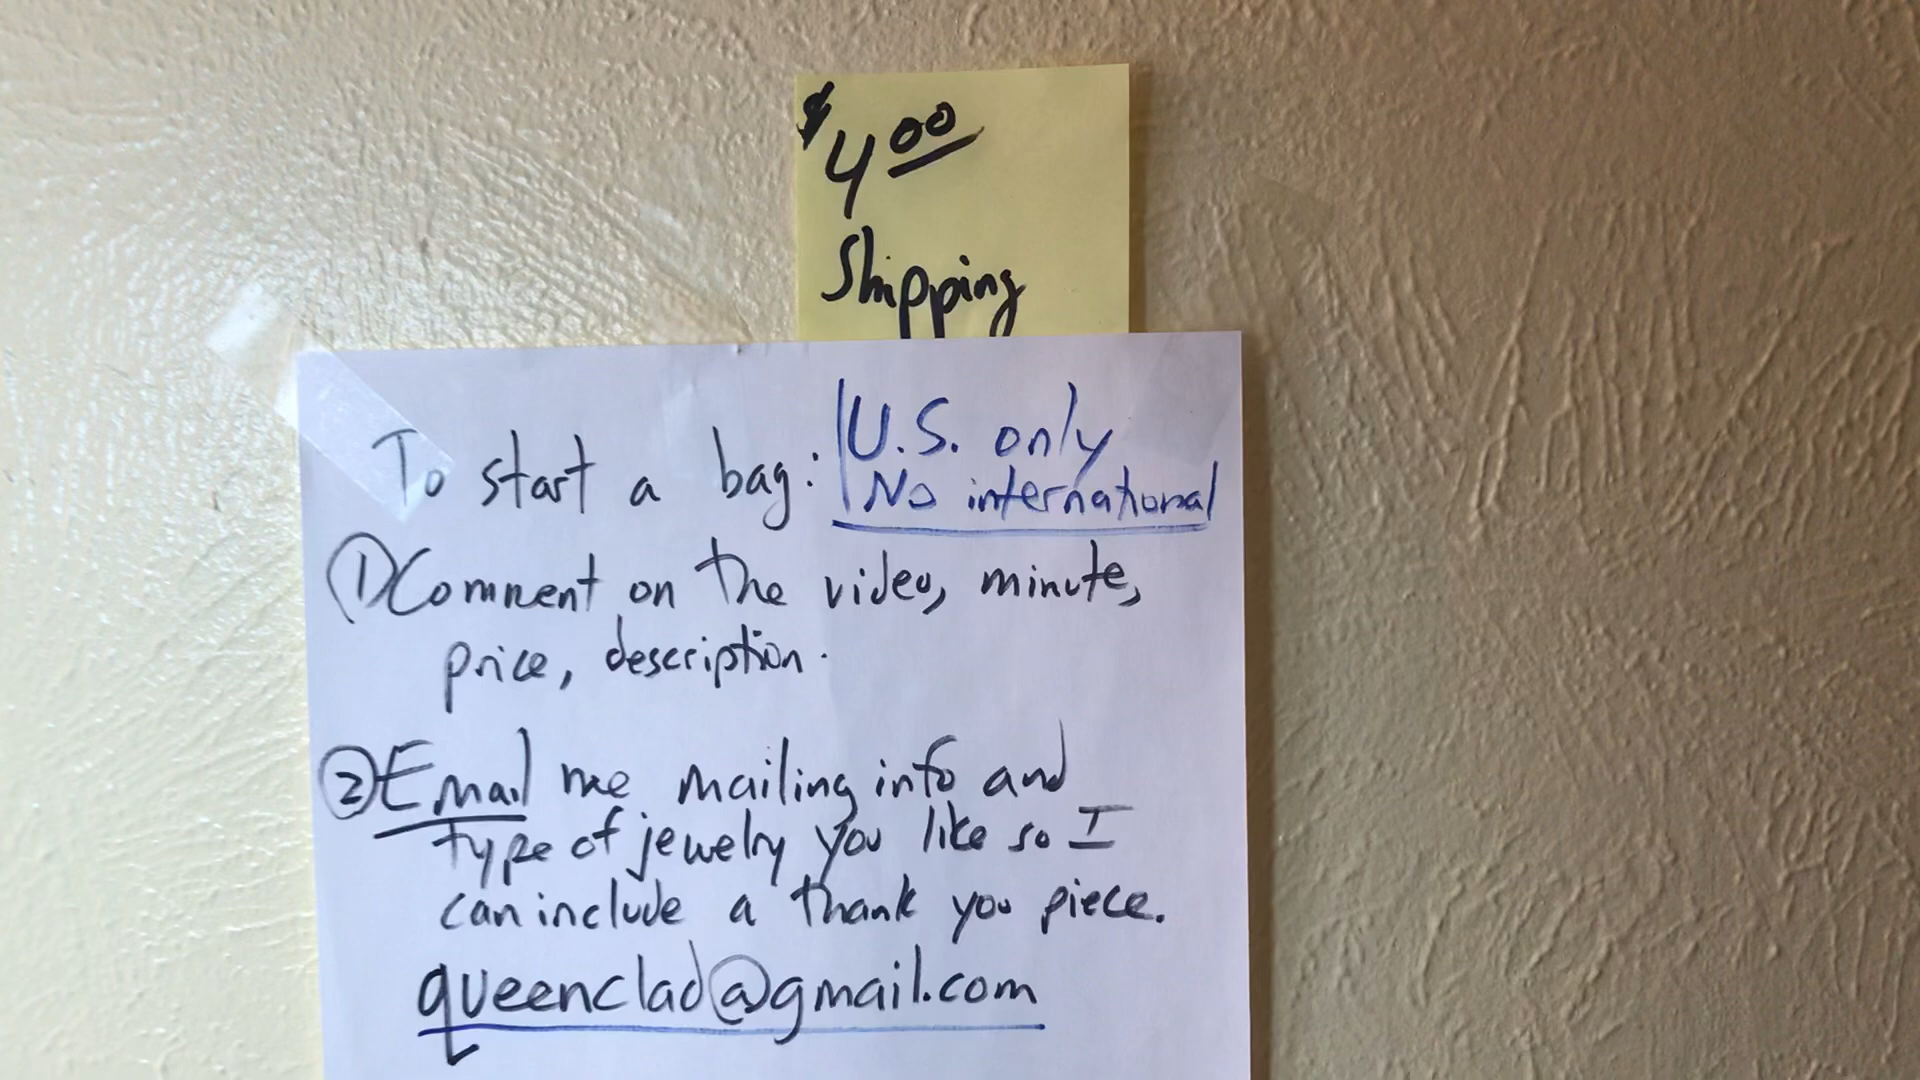 $4.00
Shipping
To start a bag: U.S. only
No international
① Comment on the video, minute,
price, description.
② Email me mailing info and
type of jewelry you like so I
can include a thank you piece.
queenclad@gmail.com